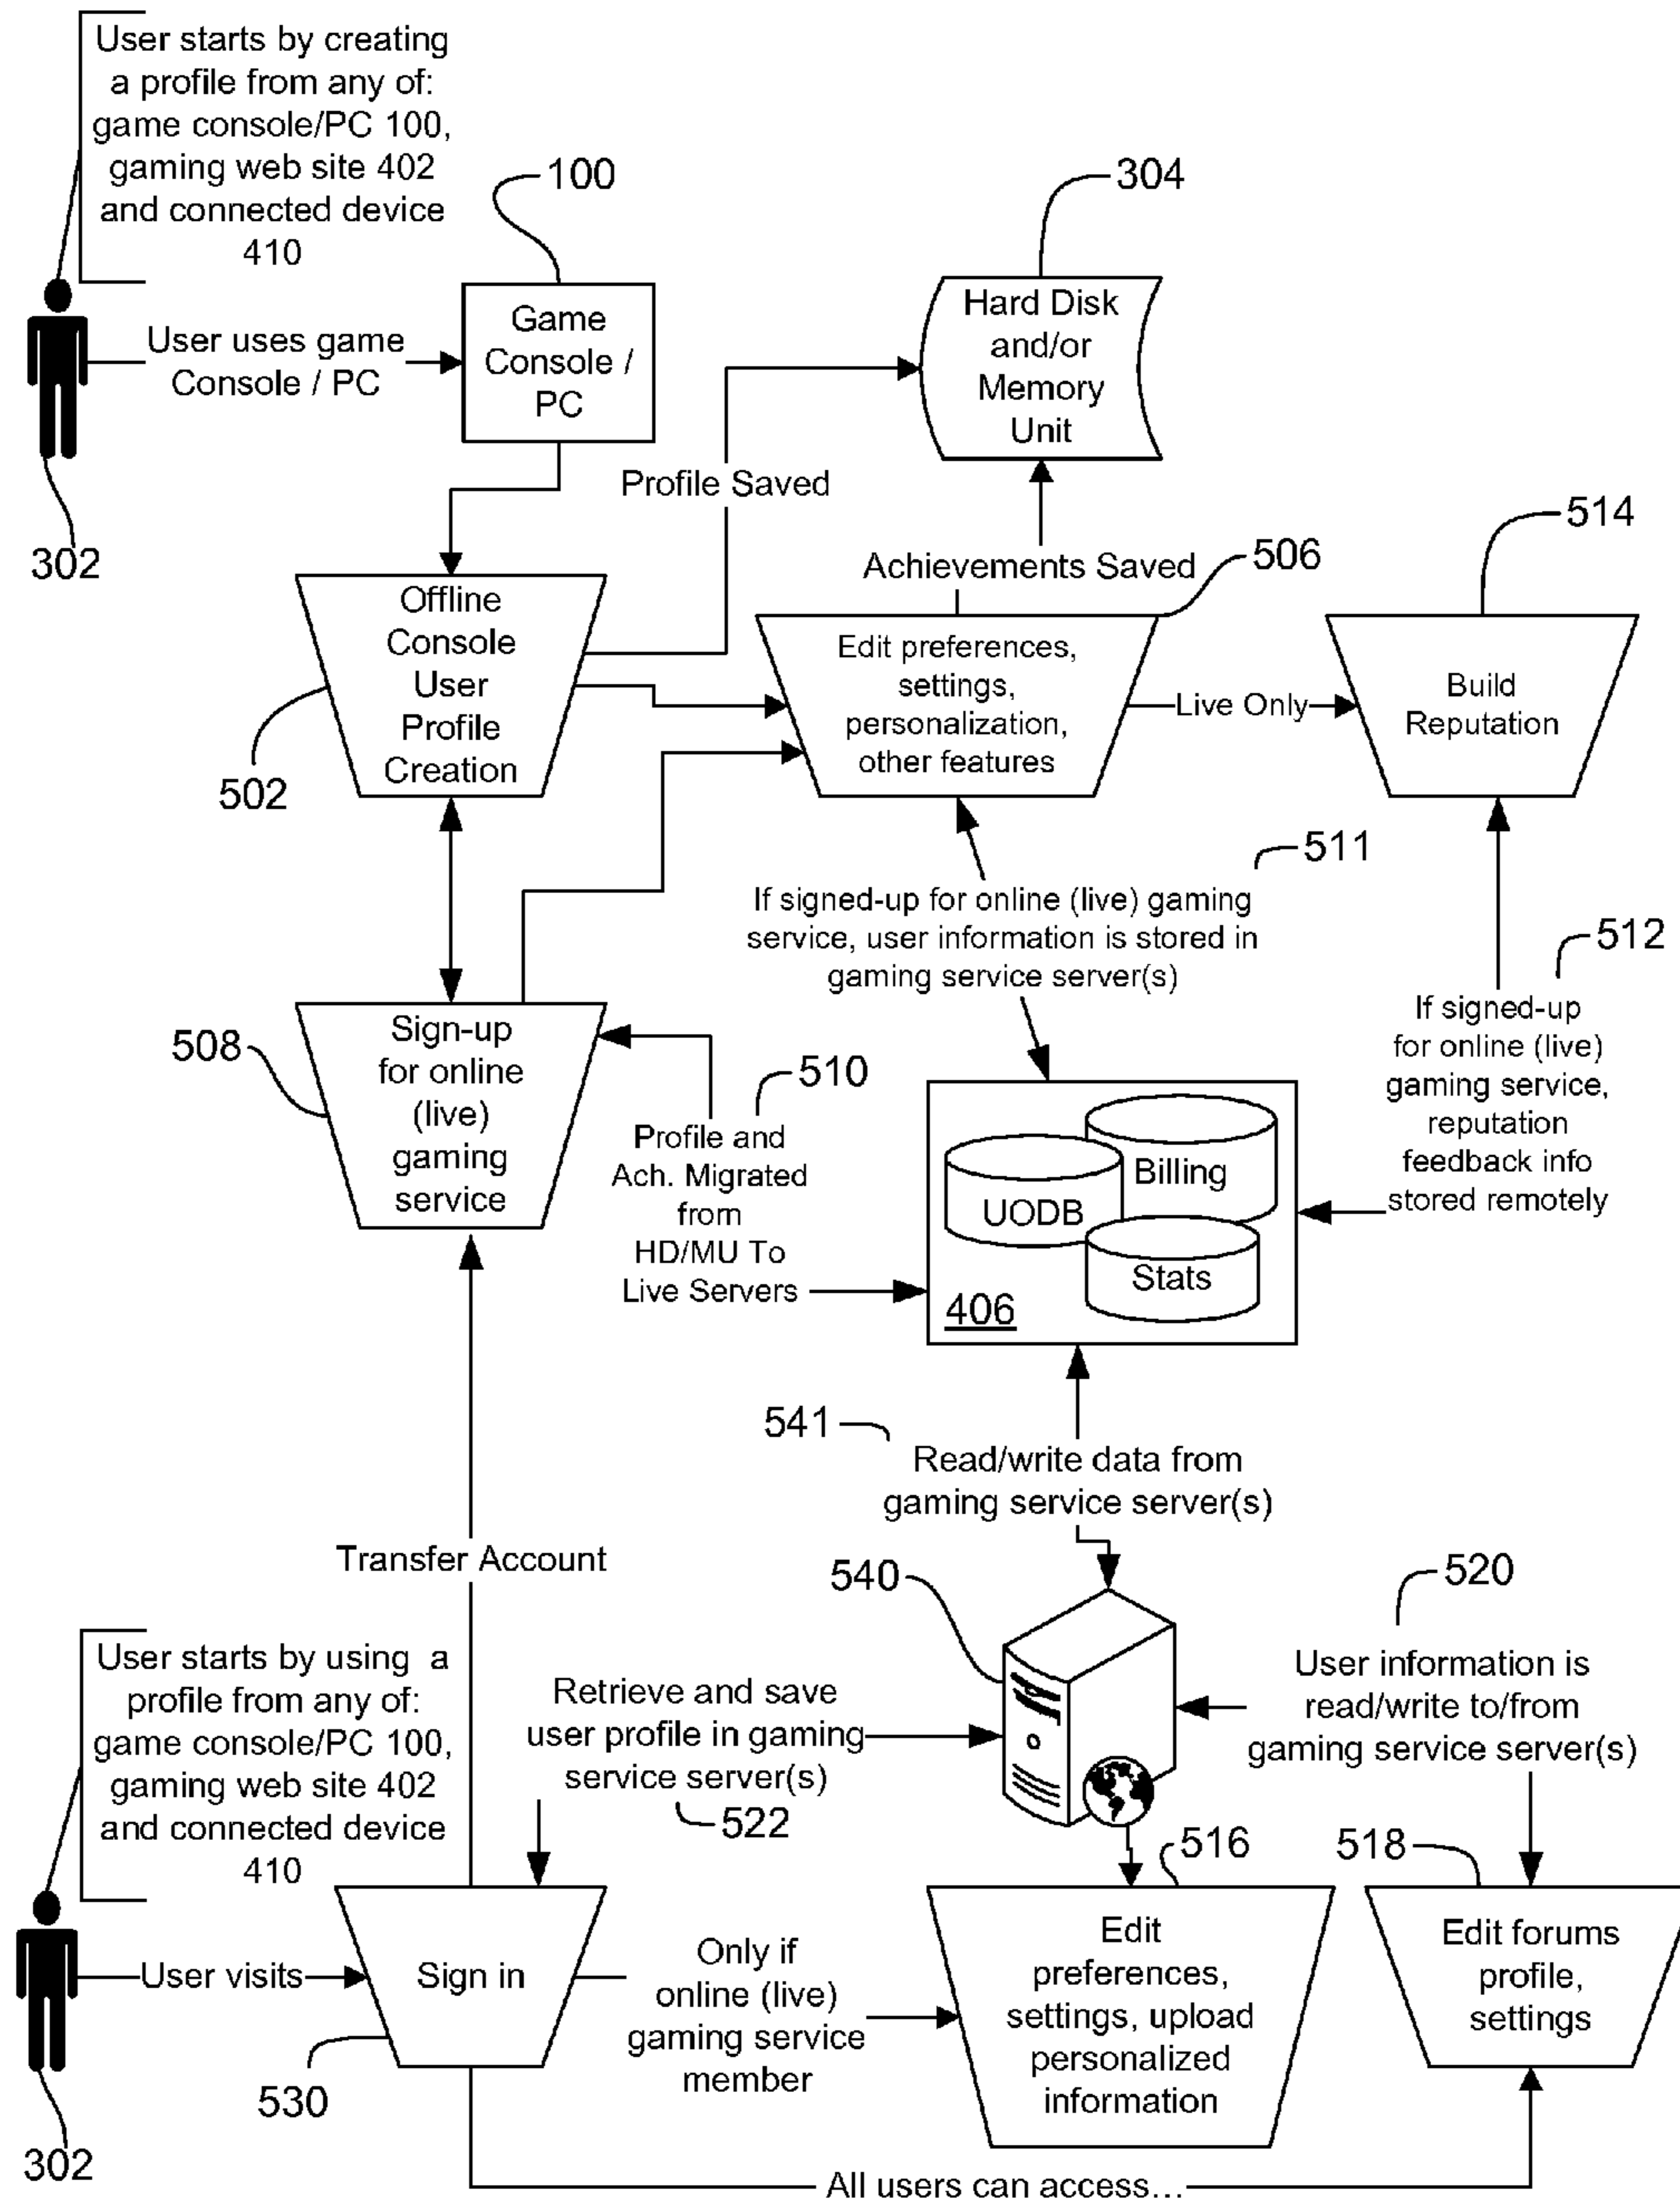 User starts by creating
a profile from any of:
game console/PC 100,
gaming web site 402
and connected device
410
100
304
User uses game
Console / PC
Game
Console /
PC
Hard Disk
and/or
Memory
Unit
302
Profile Saved
514
Achievements Saved
506
Offline
Console
User
Profile
Creation
502
Edit preferences,
settings,
personalization,
other features
Live Only
Build
Reputation
511
If signed-up for online (live) gaming
service, user information is stored in
gaming service server(s)
512
If signed-up
for online (live)
gaming service,
reputation
feedback info
stored remotely
508
Sign-up
for online
(live)
gaming
service
510
Profile and
Ach. Migrated
from
HD/MU To
Live Servers
Billing
UODB
Stats
406
541
Read/write data from
gaming service server(s)
Transfer Account
540
520
User starts by using a
profile from any of:
game console/PC 100,
gaming web site 402
and connected device
410
Retrieve and save
user profile in gaming
service server(s)
522
User information is
read/write to/from
gaming service server(s)
516
518
User visits
Sign in
530
Only if
online (live)
gaming service
member
Edit
preferences,
settings, upload
personalized
information
Edit forums
profile,
settings
302
All users can access...